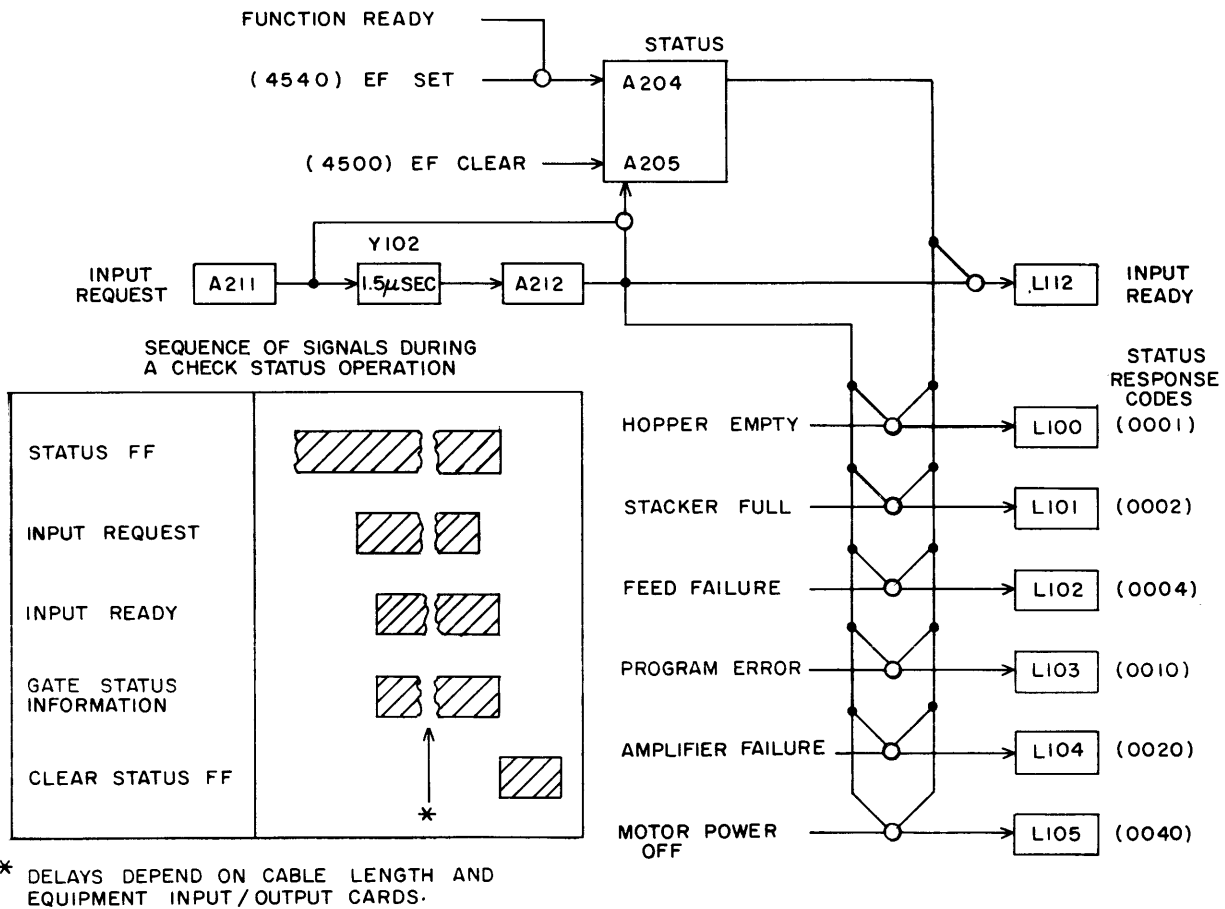 FUNCTION READY
STATUS
(4540) EF SET
A204
(4500) EF CLEAR
A205
Y102
INPUT
REQUEST
A211
1.5μSEC
A212
L112
INPUT
READY
SEQUENCE OF SIGNALS DURING
A CHECK STATUS OPERATION
STATUS
RESPONSE
CODES
STATUS FF
INPUT REQUEST
INPUT READY
GATE STATUS
INFORMATION
CLEAR STATUS FF
*
HOPPER EMPTY
L100
(0001)
STACKER FULL
L101
(0002)
FEED FAILURE
L102
(0004)
PROGRAM ERROR
L103
(0010)
AMPLIFIER FAILURE
L104
(0020)
MOTOR POWER
OFF
L105
(0040)
* DELAYS DEPEND ON CABLE LENGTH AND
EQUIPMENT INPUT/OUTPUT CARDS.